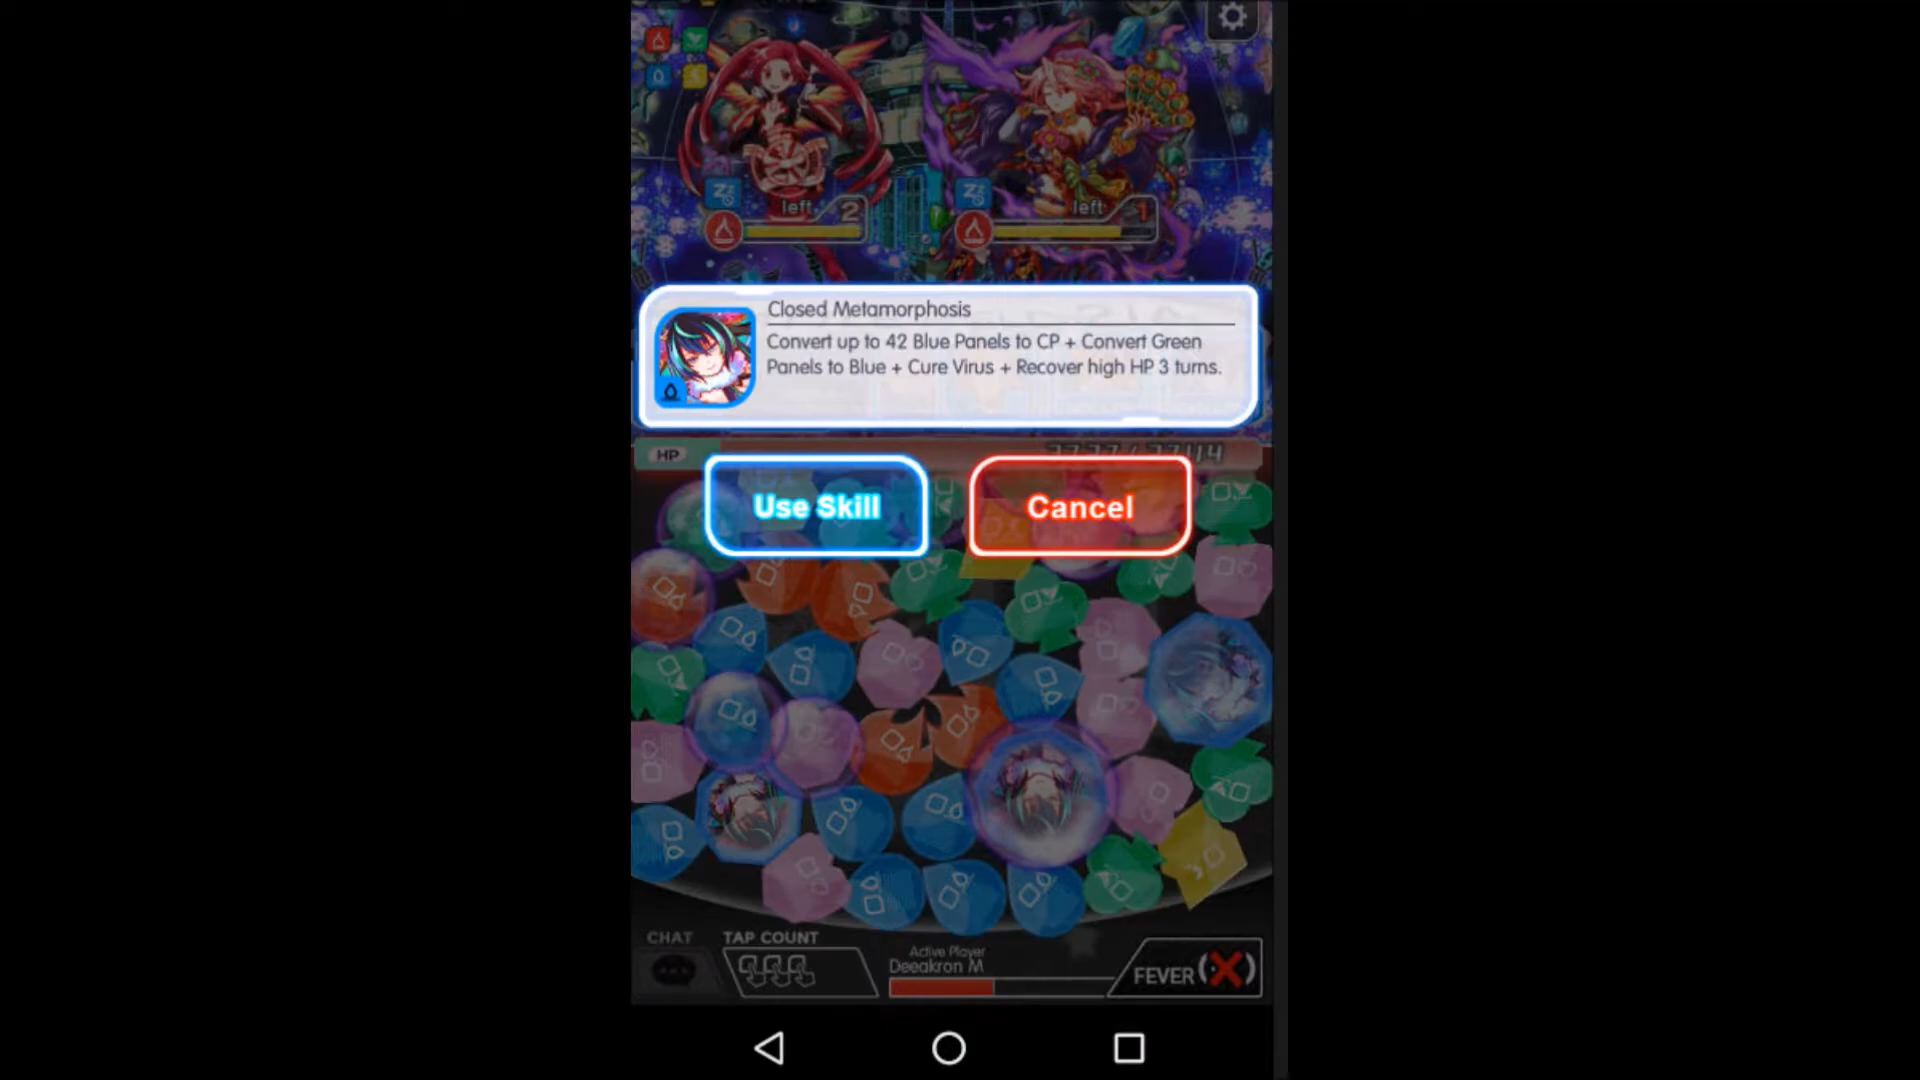 left 2
left 1
Closed Metamorphosis
Convert up to 42 Blue Panels to CP + Convert Green
Panels to Blue + Cure Virus + Recover high HP 3 turns.
HP
Use Skill
Cancel
CHAT
TAP COUNT
Active Player
Deeakron M
FEVER